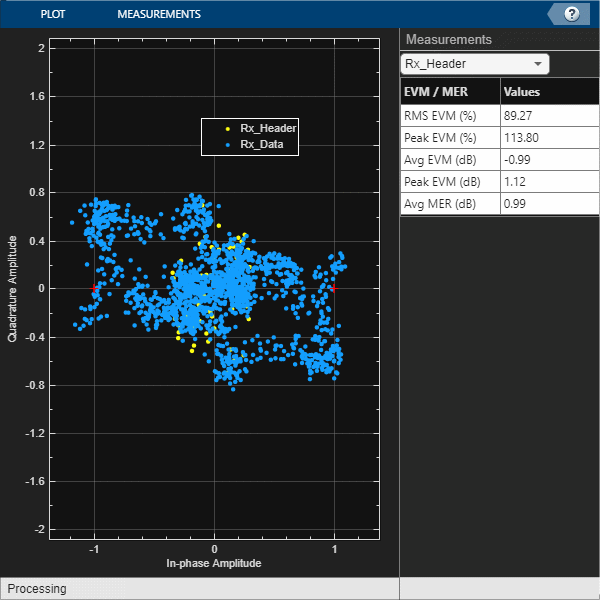 PLOT MEASUREMENTS ?
Measurements
Rx_Header
EVM / MER Values
RMS EVM (%) 89.27
Peak EVM (%) 113.80
Avg EVM (dB) -0.99
Peak EVM (dB) 1.12
Avg MER (dB) 0.99
Rx_Header
Rx_Data
Quadrature Amplitude
2
1.6
1.2
0.8
0.4
0
-0.4
-0.8
-1.2
-1.6
-2
-1 0 1
In-phase Amplitude
Processing